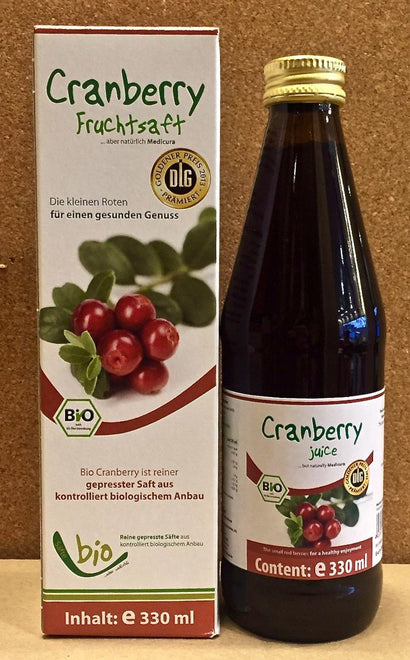 Cranberry
Fruchtsaft
... aber natürlich Medicura
GOLDENER PREIS 2013
DLG
PRÄMIERT
Die kleinen Roten
für einen gesunden Genuss
BiO
Bio Cranberry ist reiner
gepresster Saft aus
kontrolliert biologischem Anbau
bio
Reine gepresste Säfte aus
kontrolliert biologischem Anbau
Inhalt: e 330 ml
Cranberry
juice
... but naturally Medicura
BiO
DLG
The small red berries for a healthy enjoyment
Content: e 330 ml